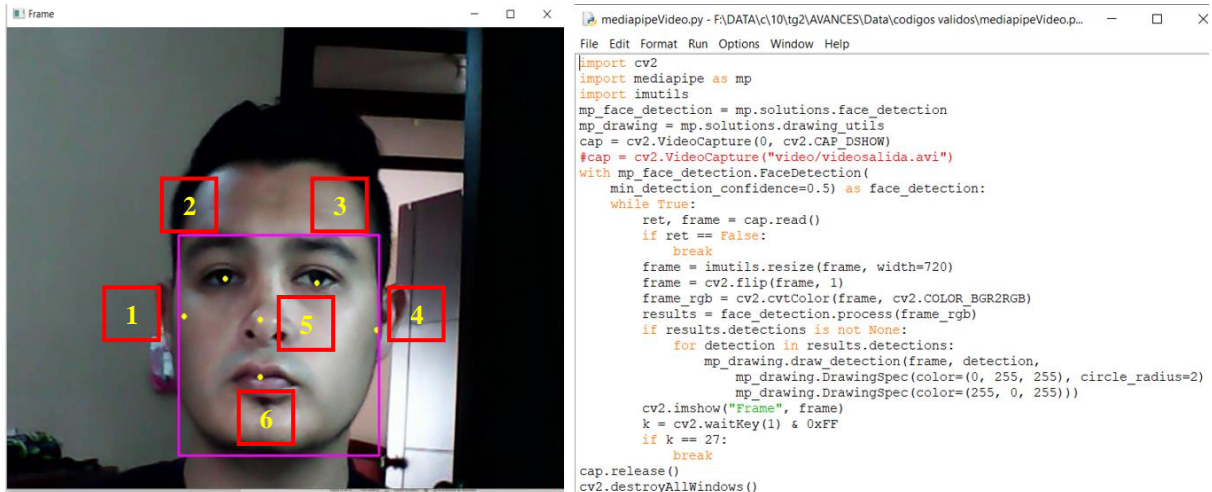 Frame
2
3
1
5
4
6
mediapipeVideo.py - F:\DATA\c\10\tg2\AVANCES\Data\codigos validos\mediapipeVideo.p...
File Edit Format Run Options Window Help
import cv2
import mediapipe as mp
import imutils
mp_face_detection = mp.solutions.face_detection
mp_drawing = mp.solutions.drawing_utils
cap = cv2.VideoCapture(0, cv2.CAP_DSHOW)
#cap = cv2.VideoCapture("video/videosalida.avi")
with mp_face_detection.FaceDetection(
    min_detection_confidence=0.5) as face_detection:
    while True:
        ret, frame = cap.read()
        if ret == False:
            break
        frame = imutils.resize(frame, width=720)
        frame = cv2.flip(frame, 1)
        frame_rgb = cv2.cvtColor(frame, cv2.COLOR_BGR2RGB)
        results = face_detection.process(frame_rgb)
        if results.detections is not None:
            for detection in results.detections:
                mp_drawing.draw_detection(frame, detection,
                    mp_drawing.DrawingSpec(color=(0, 255, 255), circle_radius=2)
                    mp_drawing.DrawingSpec(color=(255, 0, 255)))
        cv2.imshow("Frame", frame)
        k = cv2.waitKey(1) & 0xFF
        if k == 27:
            break
cap.release()
cv2.destroyAllWindows()